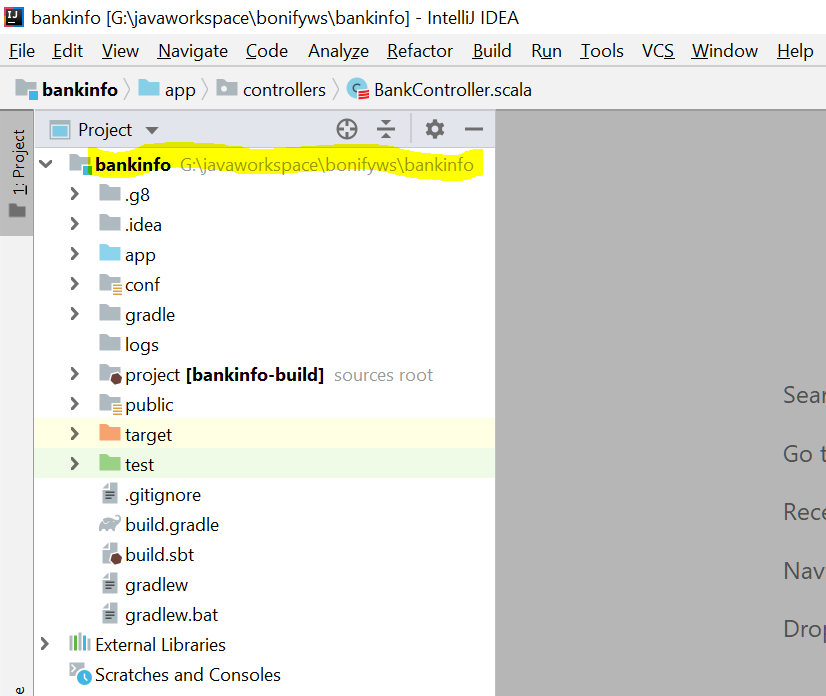 bankinfo [G:\javaworkspace\bonifyws\bankinfo] - IntelliJ IDEA
File Edit View Navigate Code Analyze Refactor Build Run Tools VCS Window Help
bankinfo app controllers BankController.scala
1: Project
Project
bankinfo G:\javaworkspace\bonifyws\bankinfo
.g8
.idea
app
conf
gradle
logs
project [bankinfo-build] sources root
public
target
test
.gitignore
build.gradle
build.sbt
gradlew
gradlew.bat
External Libraries
Scratches and Consoles
Sear
Go t
Rece
Nav
Drop